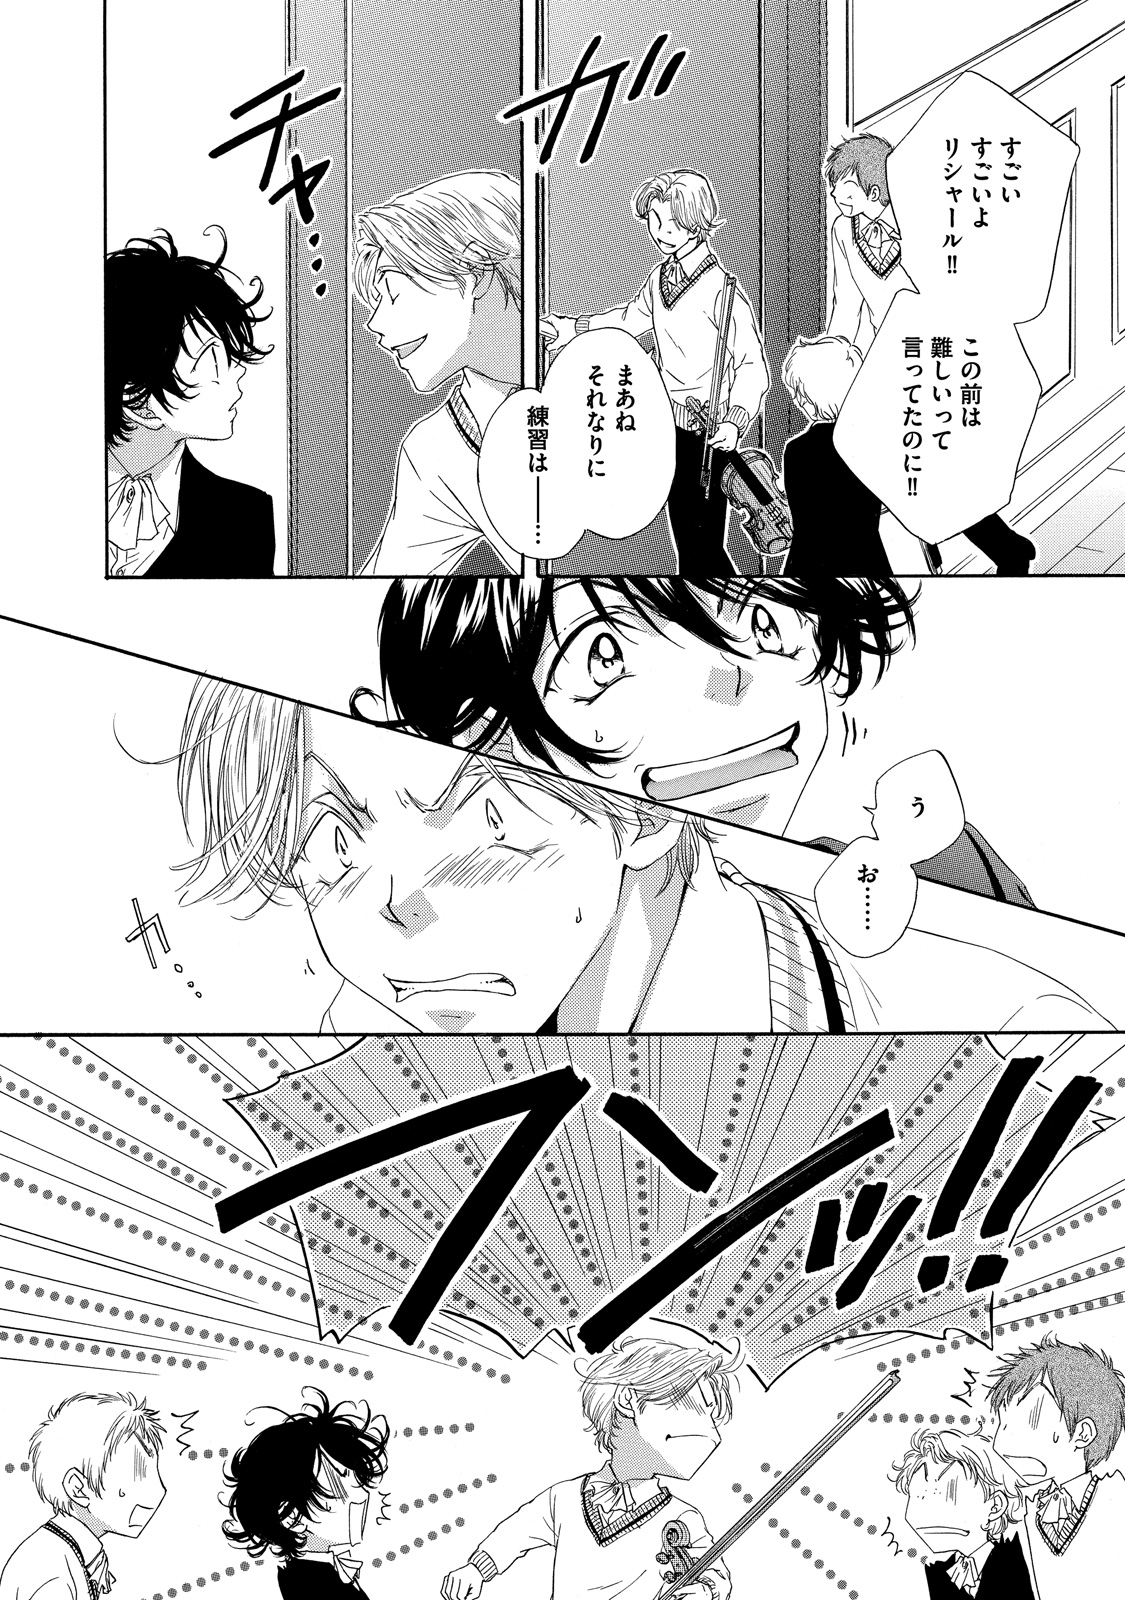 すごい
すごいよ
リシャール!!
この前は
難しいって
言ってたのに!!
ガ
チャ…
まあね
それなりに
練習は──…
う
お……
カ…
フンッ!!